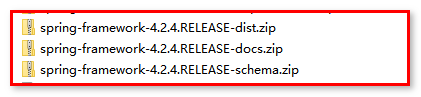 spring-framework-4.2.4.RELEASE-dist.zip
spring-framework-4.2.4.RELEASE-docs.zip
spring-framework-4.2.4.RELEASE-schema.zip